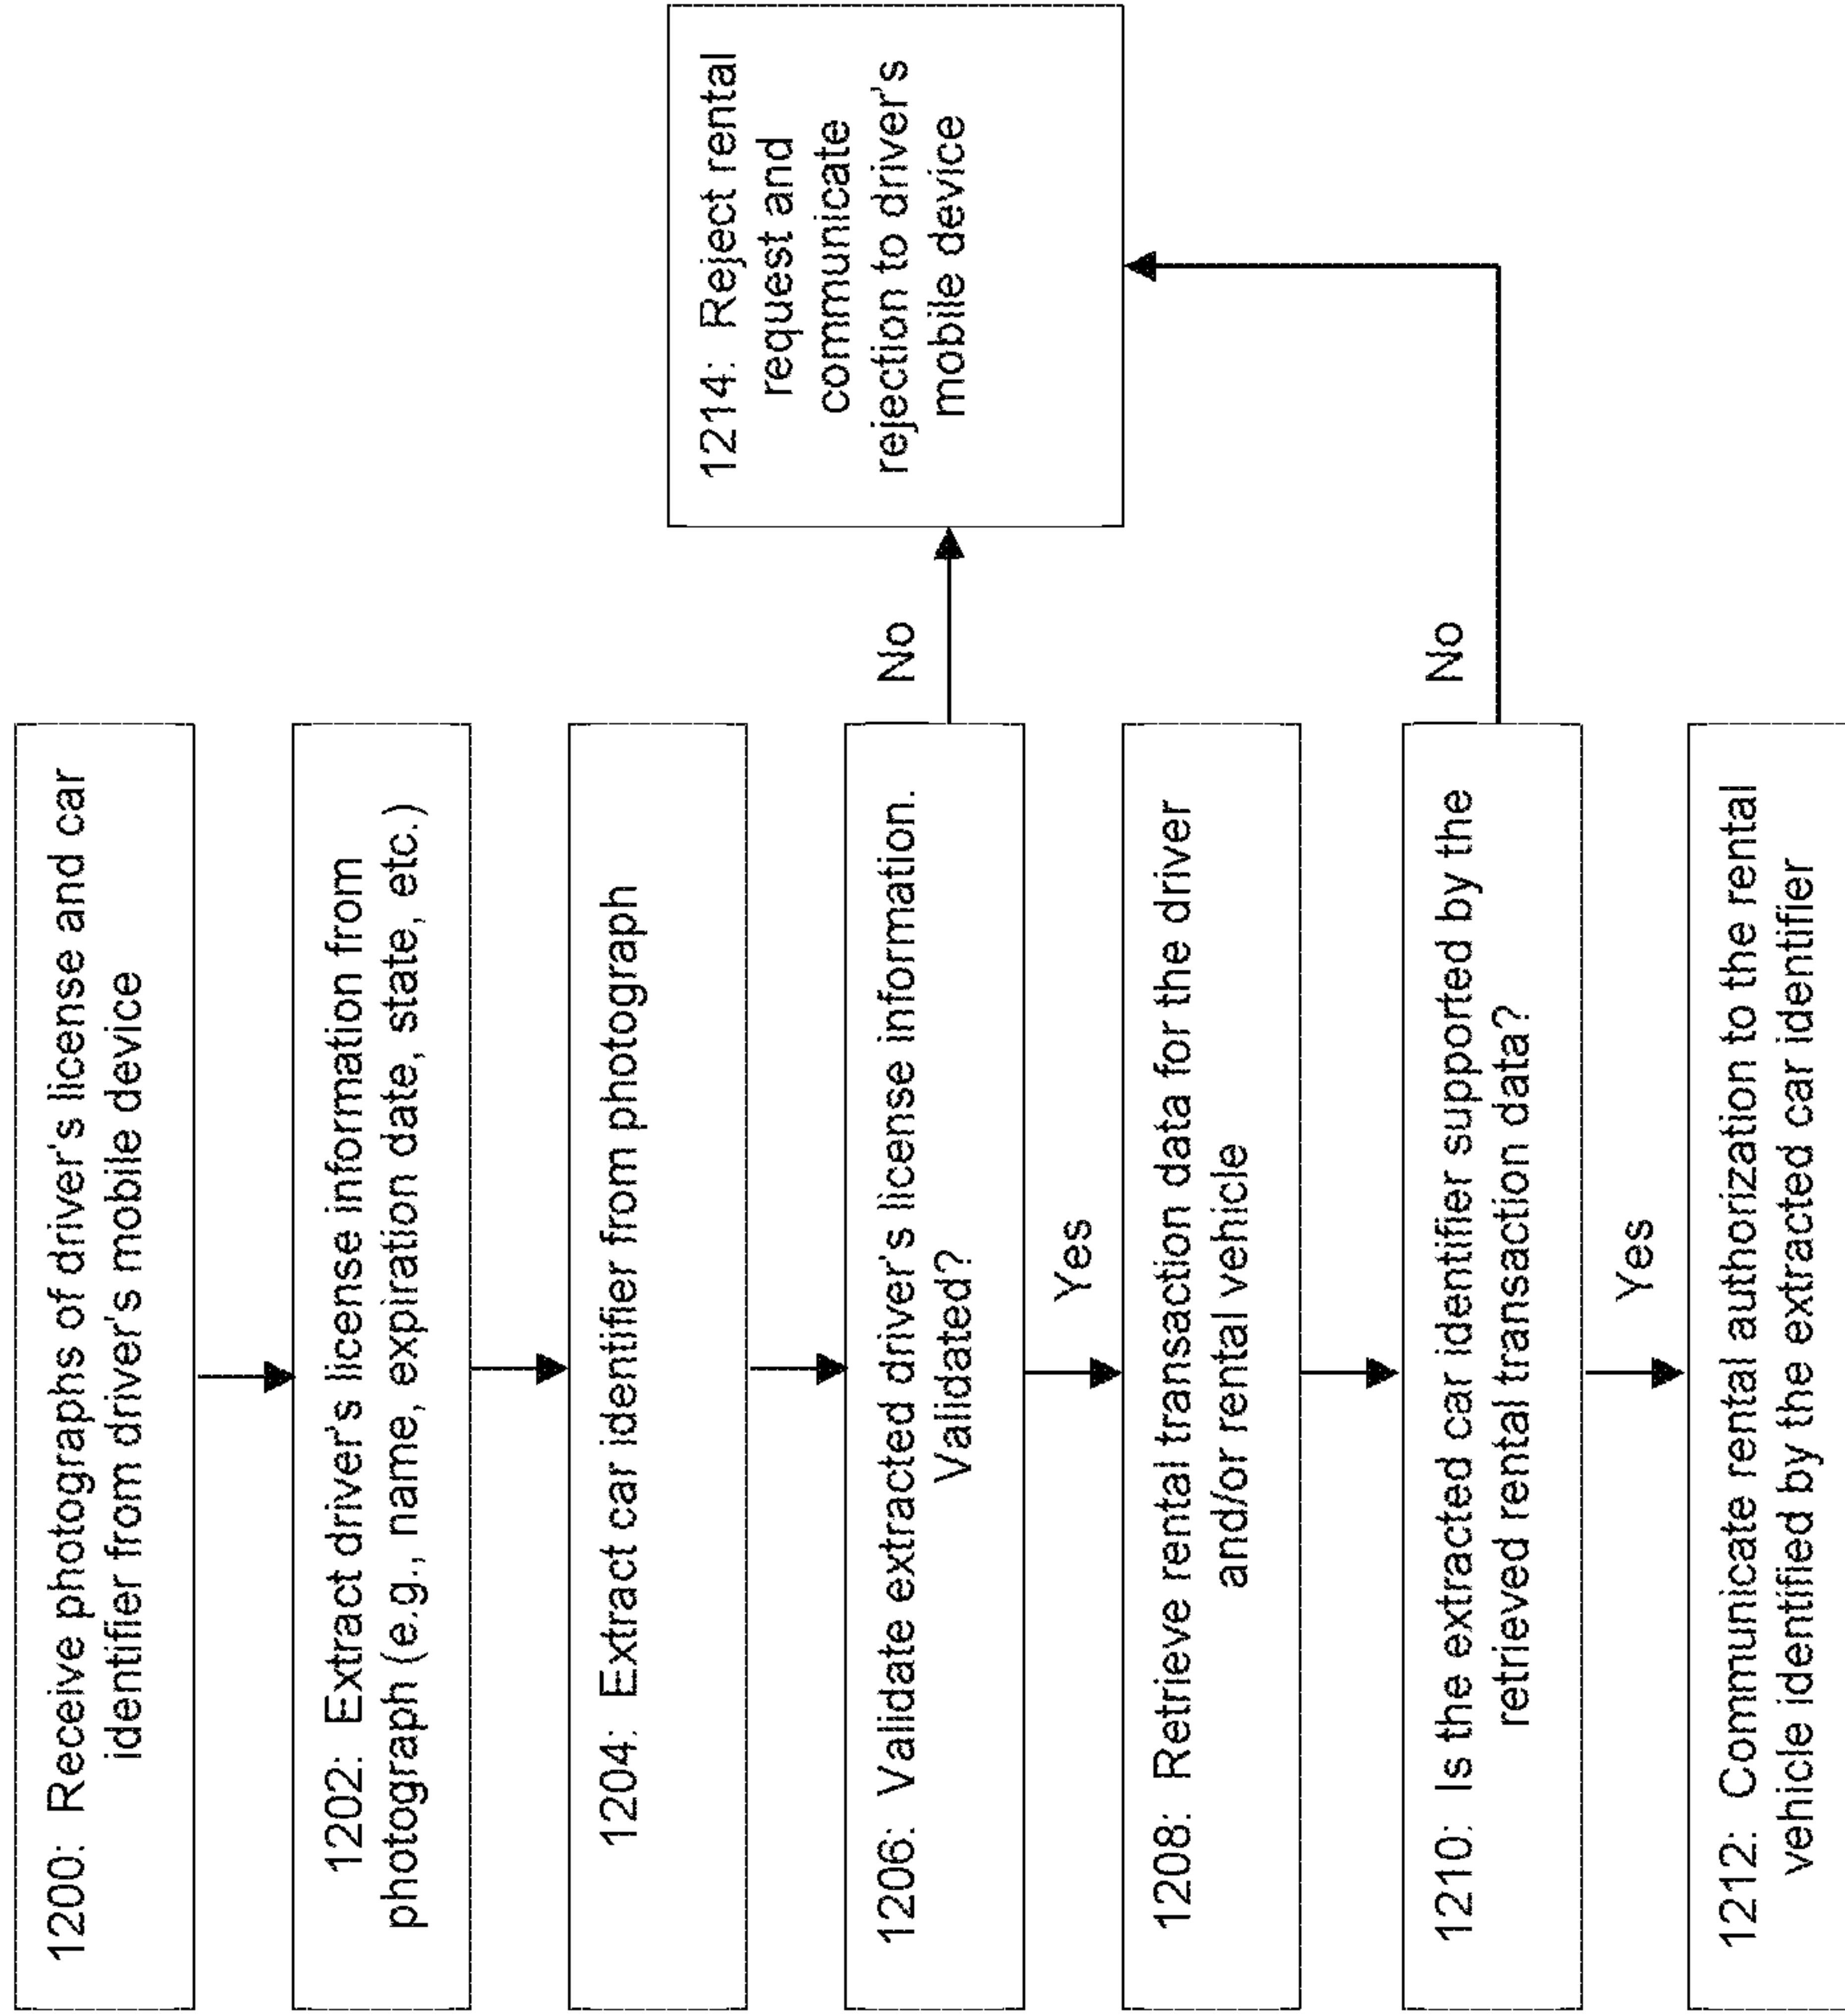 1200: Receive photographs of driver's license and car
identifier from driver's mobile device
1202: Extract driver's license information from
photograph (e.g., name, expiration date, state, etc.)
1204: Extract car identifier from photograph
1206: Validate extracted driver's license information.
Validated?
No
Yes
1214: Reject rental
request and
communicate
rejection to driver's
mobile device
1208: Retrieve rental transaction data for the driver
and/or rental vehicle
1210: Is the extracted car identifier supported by the
retrieved rental transaction data?
No
Yes
1212: Communicate rental authorization to the rental
vehicle identified by the extracted car identifier